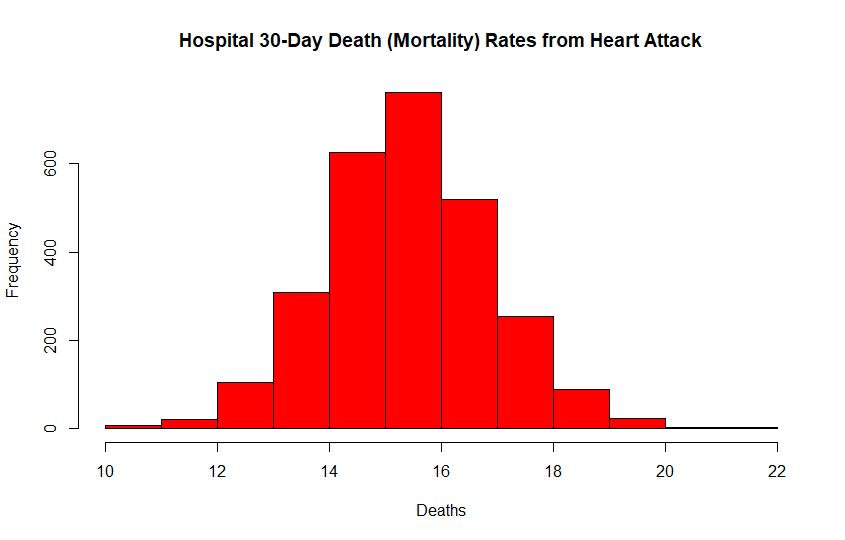 Hospital 30-Day Death (Mortality) Rates from Heart Attack
Frequency
600
400
200
0
10 12 14 16 18 20 22
Deaths